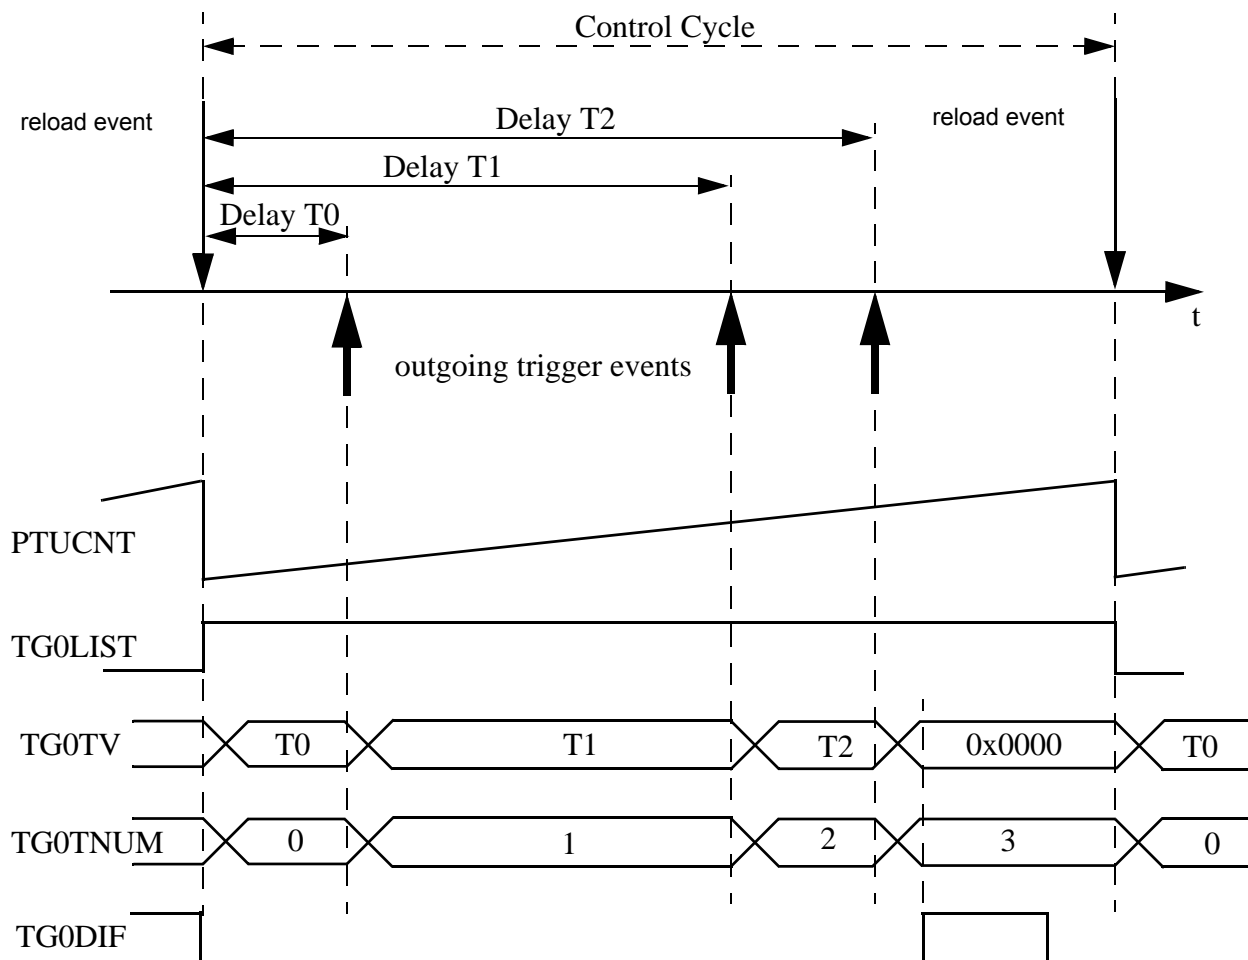 Control Cycle
reload event
Delay T2
reload event
Delay T1
Delay T0
t
outgoing trigger events
PTUCNT
TG0LIST
TG0TV
T0
T1
T2
0x0000
T0
TG0TNUM
0
1
2
3
0
TG0DIF